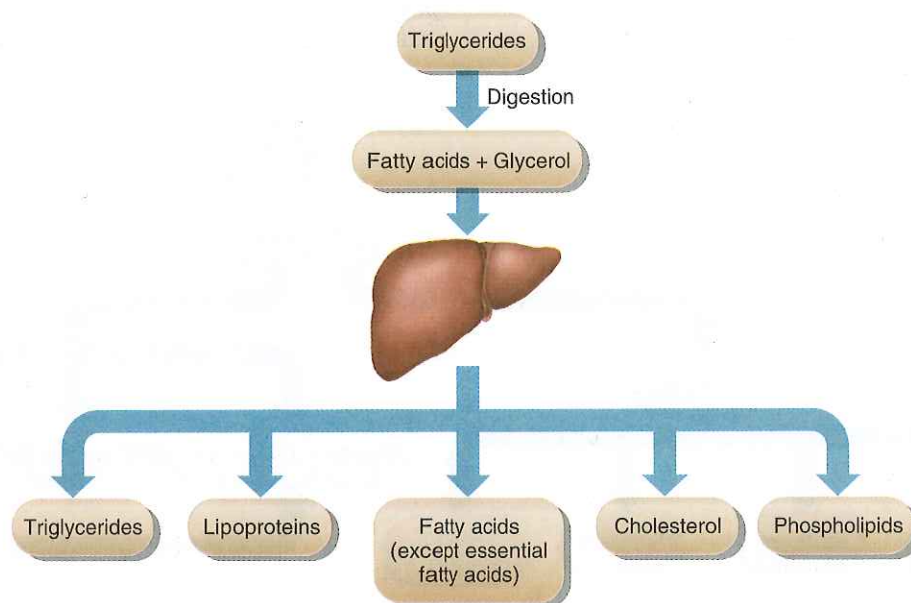 Triglycerides
Digestion
Fatty acids + Glycerol
Triglycerides
Lipoproteins
Fatty acids
(except essential
fatty acids)
Cholesterol
Phospholipids